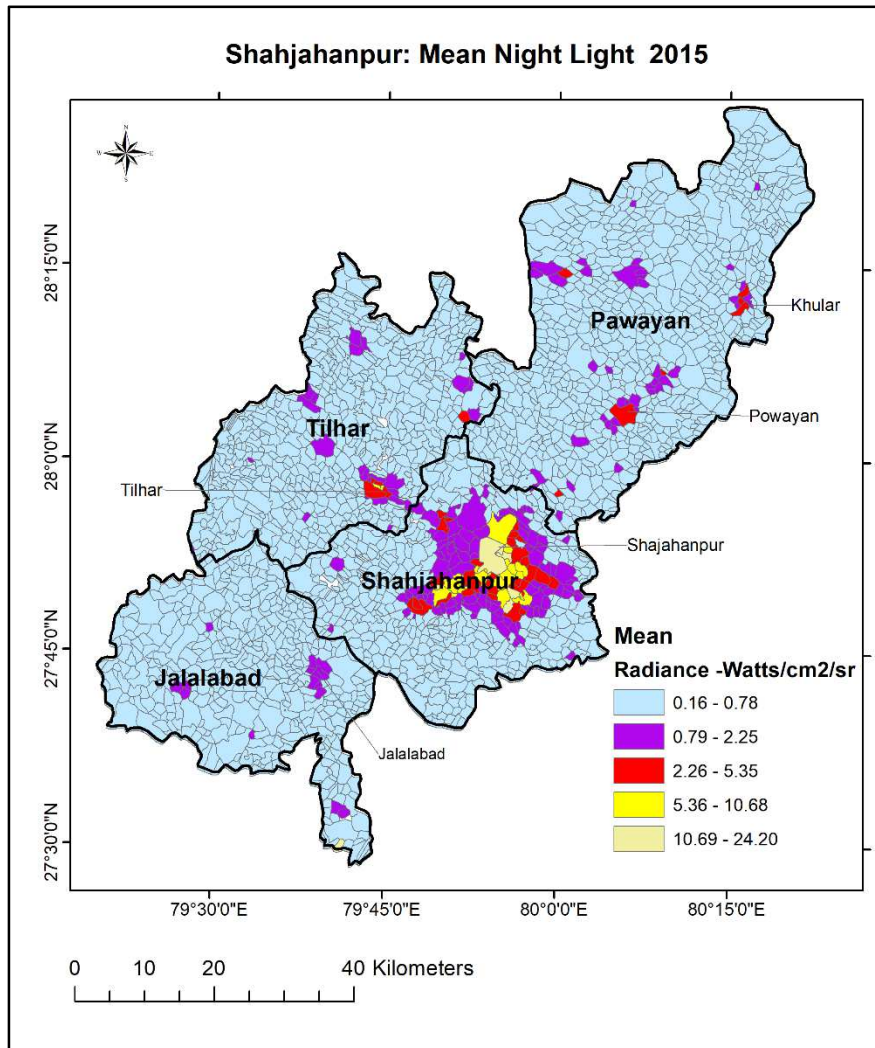 Shahjahanpur: Mean Night Light 2015
N
W E
S
28°15'0"N
28°0'0"N
27°45'0"N
27°30'0"N
Khular
Pawayan
Powayan
Tilhar
Tilhar
Shajahanpur
Shahjahanpur
Jalalabad
Jalalabad
Mean
Radiance -Watts/cm2/sr
0.16 - 0.78
0.79 - 2.25
2.26 - 5.35
5.36 - 10.68
10.69 - 24.20
79°30'0"E 79°45'0"E 80°0'0"E 80°15'0"E
0 10 20 40 Kilometers